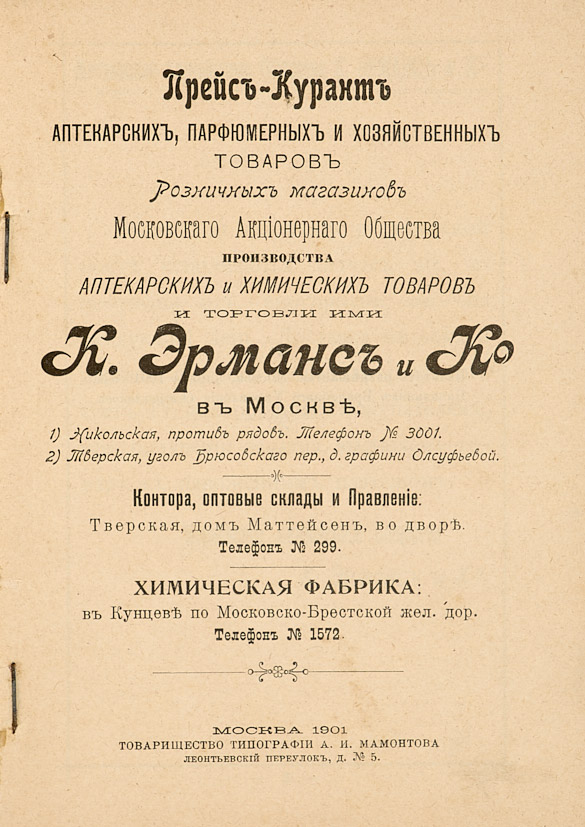 Прейсъ-Курантъ
АПТЕКАРСКИХЪ, ПАРФЮМЕРНЫХЪ И ХОЗЯЙСТВЕННЫХЪ
ТОВАРОВЪ
Розничныхъ магазиновъ
Московскаго Акціонернаго Общества
ПРОИЗВОДСТВА
АПТЕКАРСКИХЪ и ХИМИЧЕСКИХЪ ТОВАРОВЪ
И ТОРГОВЛИ ИМИ
К. Эрмансъ и Ко
въ Москвѣ,
1) Никольская, противъ рядовъ. Телефонъ № 3001.
2) Тверская, уголъ Брюсовскаго пер., д. графини Олсуфьевой.
Контора, оптовые склады и Правленіе:
Тверская, домъ Маттейсенъ, во дворѣ.
Телефонъ № 299.
ХИМИЧЕСКАЯ ФАБРИКА:
въ Кунцевѣ по Московско-Брестской жел. дор.
Телефонъ № 1572.
МОСКВА. 1901
ТОВАРИЩЕСТВО ТИПОГРАФІИ А. И. МАМОНТОВА
ЛЕОНТЬЕВСКІЙ ПЕРЕУЛОКЪ, Д. № 5.